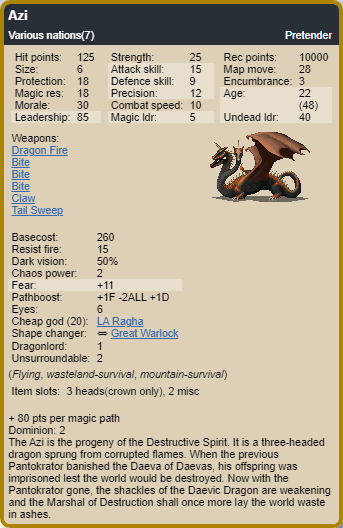 Azi
Various nations(7) Pretender
Hit points: 125 Strength: 25 Rec points: 10000
Size: 6 Attack skill: 15 Map move: 28
Protection: 18 Defence skill: 9 Encumbrance: 3
Magic res: 18 Precision: 12 Age: 22
Morale: 30 Combat speed: 10 (48)
Leadership: 85 Magic ldr: 5 Undead ldr: 40
Weapons:
Dragon Fire
Bite
Bite
Bite
Claw
Tail Sweep
Basecost: 260
Resist fire: 15
Dark vision: 50%
Chaos power: 2
Fear: +11
Pathboost: +1F -2ALL +1D
Eyes: 6
Cheap god (20): LA Ragha
Shape changer: ⇔ Great Warlock
Dragonlord: 1
Unsurroundable: 2
(Flying, wasteland-survival, mountain-survival)
Item slots: 3 heads(crown only), 2 misc
+ 80 pts per magic path
Dominion: 2
The Azi is the progeny of the Destructive Spirit. It is a three-headed
dragon sprung from corrupted flames. When the previous
Pantokrator banished the Daeva of Daevas, his offspring was
imprisoned lest the world would be destroyed. Now with the
Pantokrator gone, the shackles of the Daevic Dragon are weakening
and the Marshal of Destruction shall once more lay the world waste
in ashes.